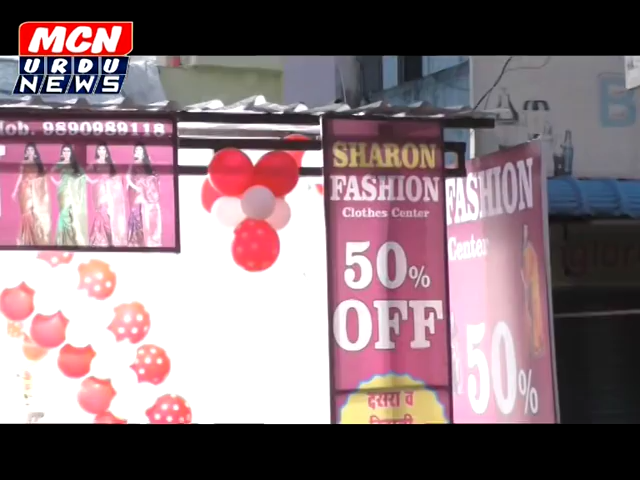 MCN
URDU
NEWS
Mob. 9890989118
SHARON
FASHION
Clothes Center
50%
OFF
दसरा व
FASHION
Center
50%